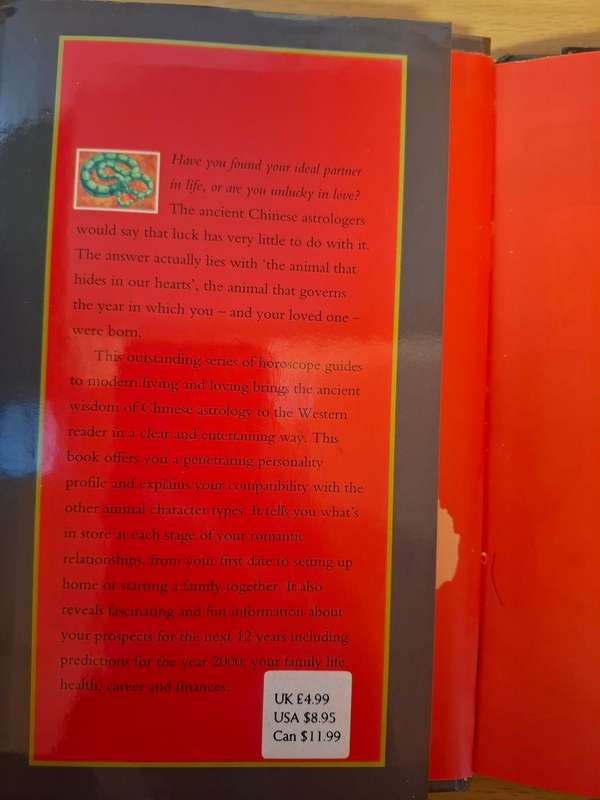 Have you found your ideal partner
in life, or are you unlucky in love?
The ancient Chinese astrologers
would say that luck has very little to do with it.
The answer actually lies with ‘the animal that
hides in our hearts’, the animal that governs
the year in which you – and your loved one –
were born.
This outstanding series of horoscope guides
to modern living and loving brings the ancient
wisdom of Chinese astrology to the Western
reader in a clear and entertaining way. This
book offers you a penetrating personality
profile and explains your compatibility with the
other animal character types. It tells you what’s
in store at each stage of your romantic
relationships, from your first date to setting up
home or starting a family together. It also
reveals fascinating and fun information about
your prospects for the next 12 years including
predictions for the year 2000, your family life,
health, career and finances.
UK £4.99
USA $8.95
Can $11.99